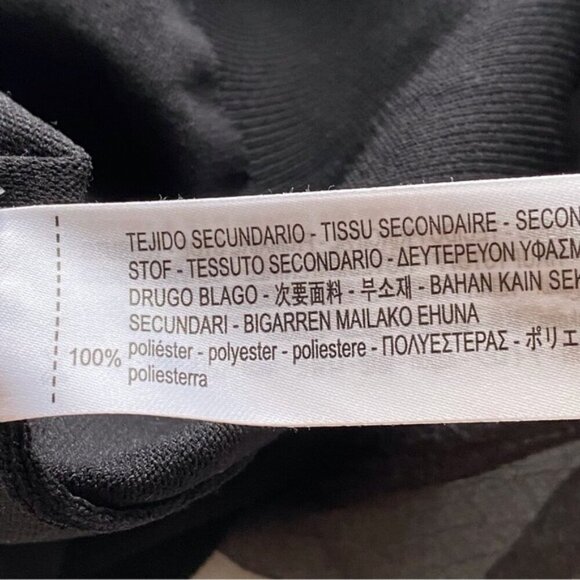 TEJIDO SECUNDARIO - TISSU SECONDAIRE - SECON
STOF - TESSUTO SECONDARIO - ΔΕΥΤΕΡΕΥΟΝ ΥΦΑΣΜ
DRUGO BLAGO - 次要面料 - 부소재 - BAHAN KAIN SEK
SECUNDARI - BIGARREN MAILAKO EHUNA
100% poliéster - polyester - poliestere - ΠΟΛΥΕΣΤΕΡΑΣ - ポリエ
poliesterra